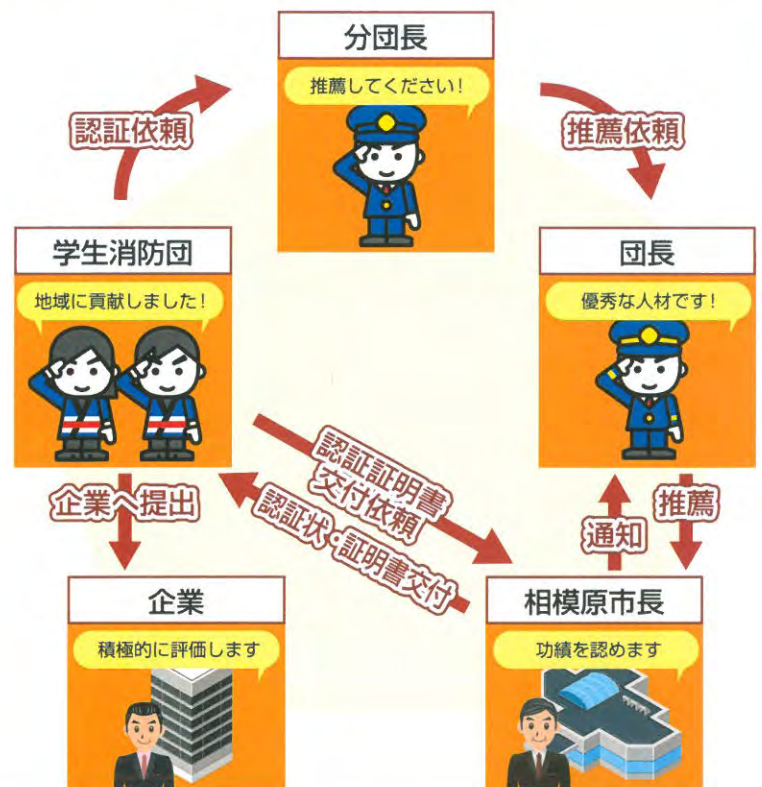 分団長
推薦してください!
認証依頼
推薦依頼
学生消防団
地域に貢献しました!
団長
優秀な人材です!
認証証明書
交付依頼
認証状・証明書交付
企業へ提出
推薦
通知
企業
積極的に評価します
相模原市長
功績を認めます